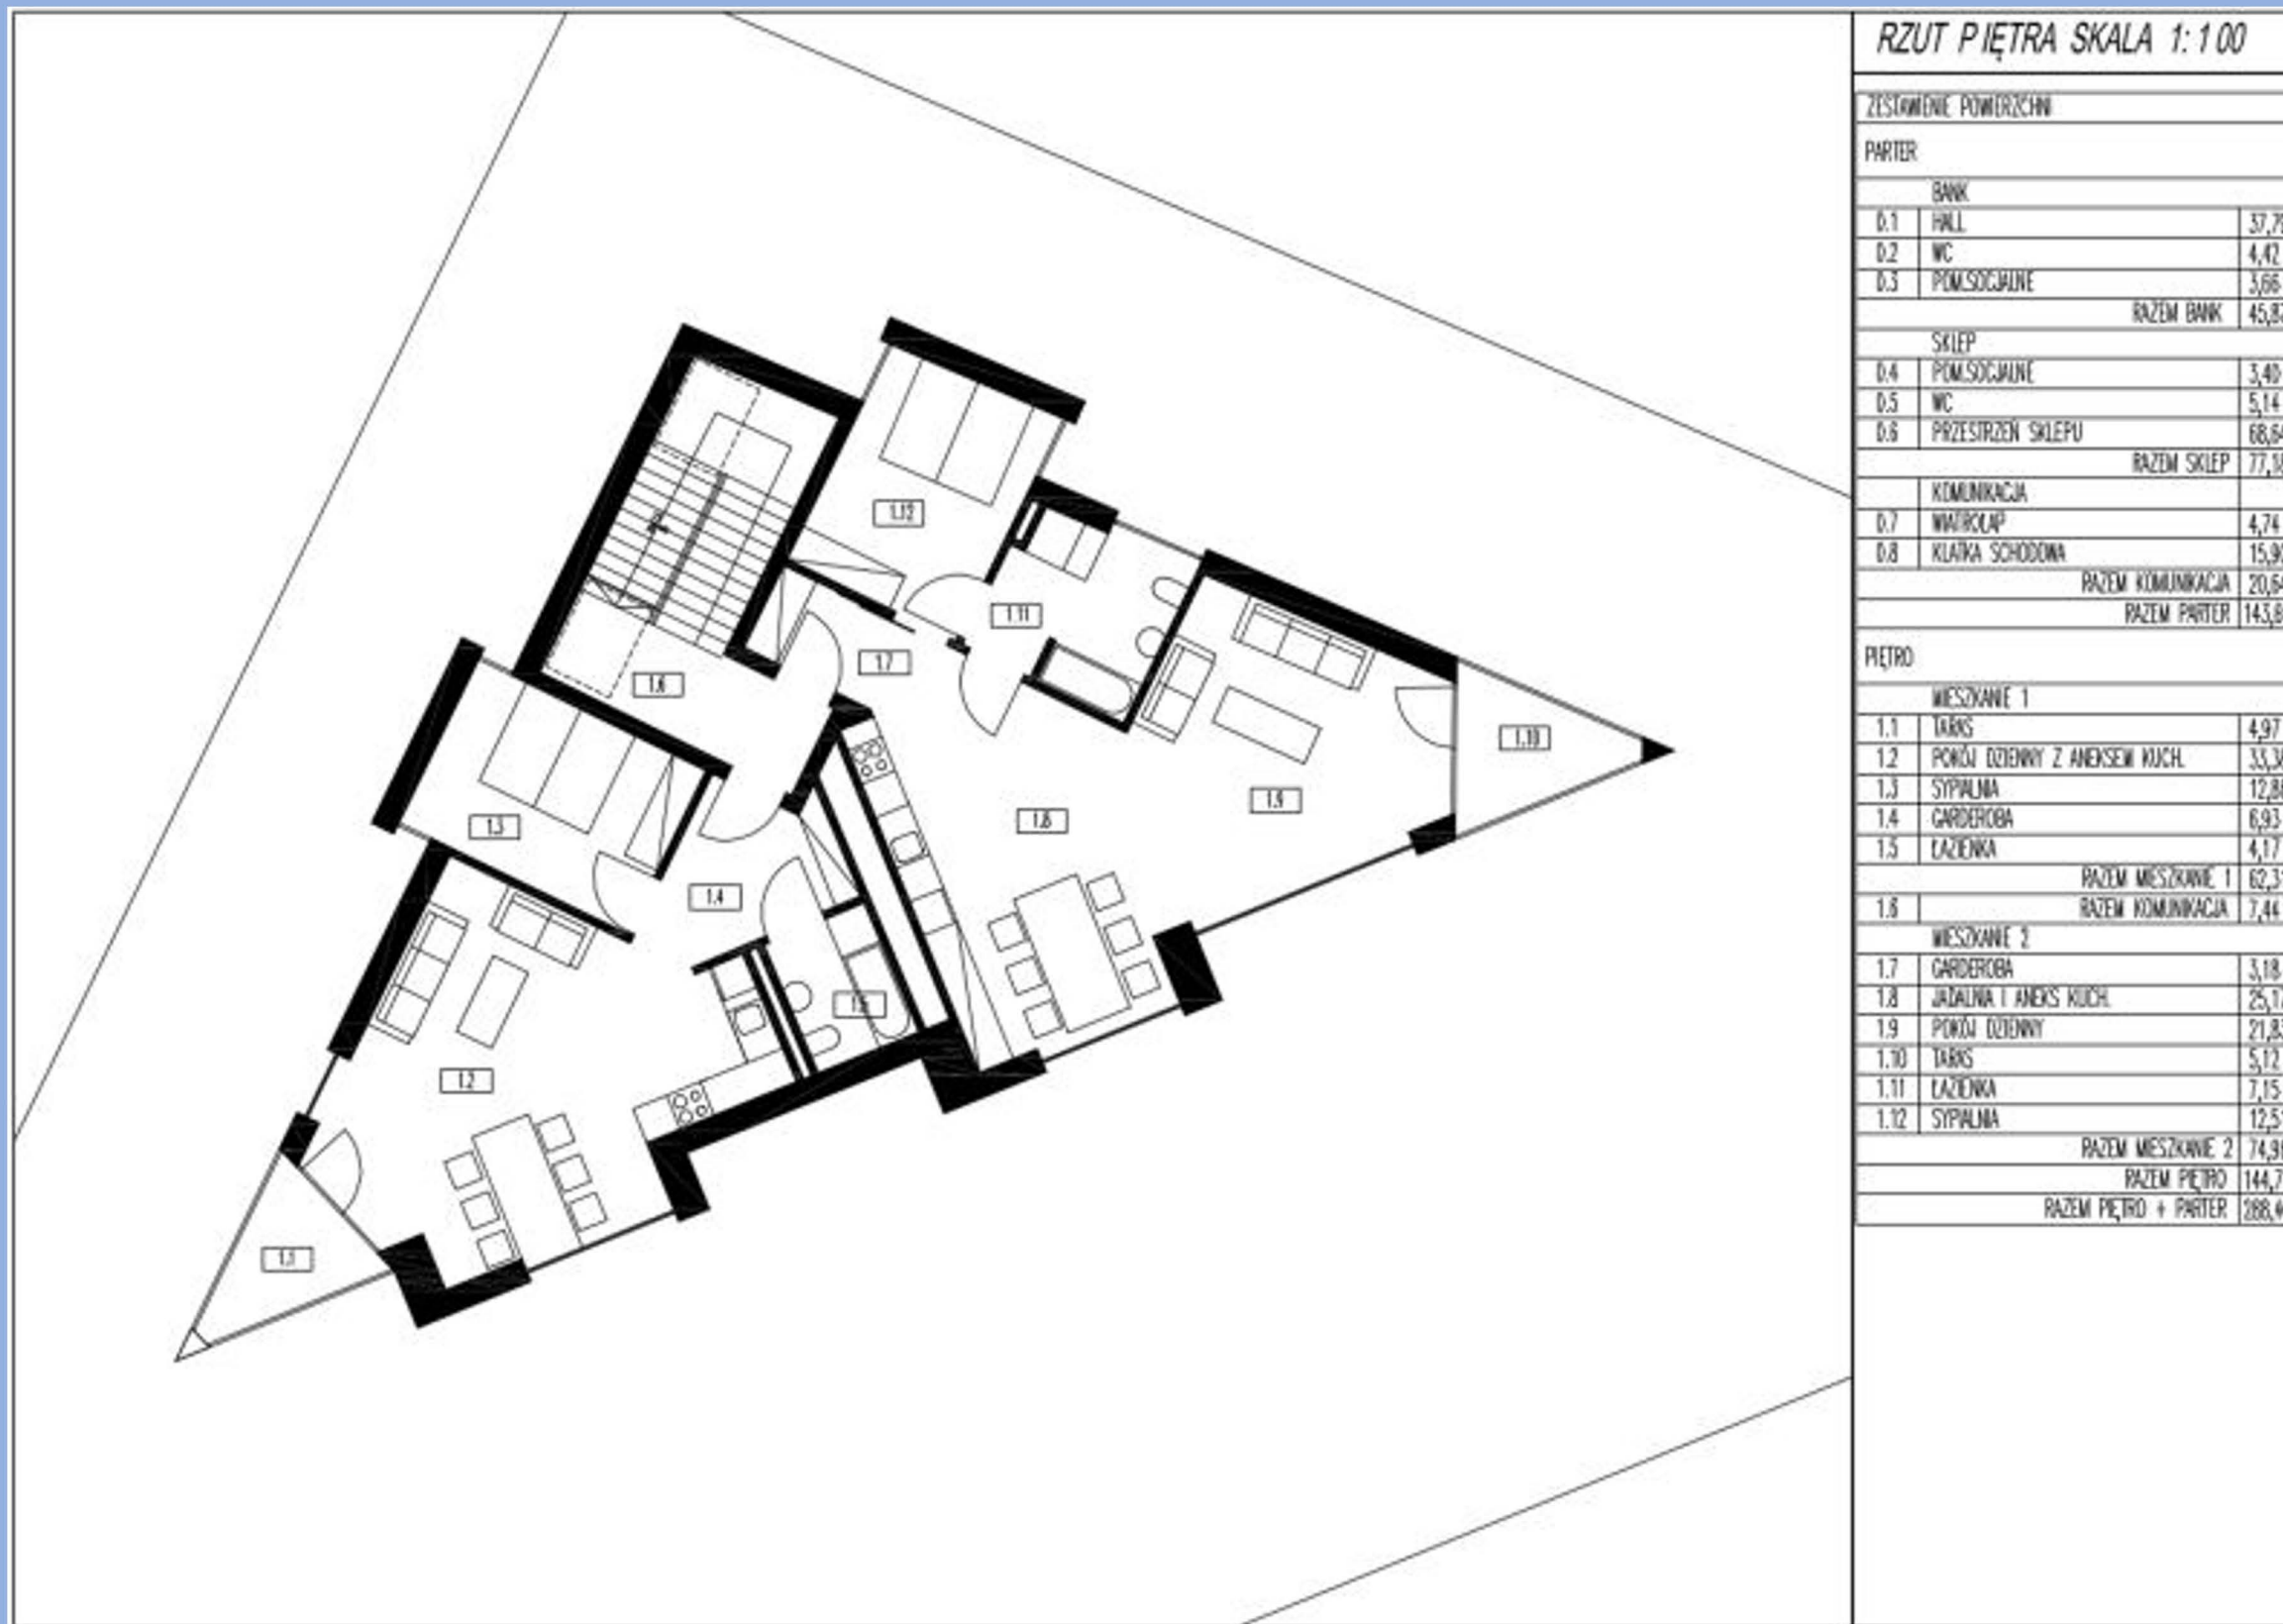 RZUT PIĘTRA SKALA 1:100
ZESTAWIENIE POWIERZCHNI
PARTER
BANK
0.1 HALL
0.2 WC 4,42
0.3 POM.SOCJALNE 3,66
RAZEM BANK
SKLEP
0.4 POM.SOCJALNE 3,40
0.5 WC 5,14
0.6 PRZESTRZEŃ SKLEPU
RAZEM SKLEP
KOMUNIKACJA
0.7 WIATROŁAP 4,74
0.8 KLATKA SCHODOWA
RAZEM KOMUNIKACJA
RAZEM PARTER
PIĘTRO
MIESZKANIE 1
1.1 TARAS 4,97
1.2 POKÓJ DZIENNY Z ANEKSEM KUCH.
1.3 SYPIALNIA
1.4 GARDEROBA 6,93
1.5 ŁAZIENKA 4,17
RAZEM MIESZKANIE 1
1.6 RAZEM KOMUNIKACJA 7,44
MIESZKANIE 2
1.7 GARDEROBA 3,18
1.8 JADALNIA I ANEKS KUCH.
1.9 POKÓJ DZIENNY
1.10 TARAS 5,12
1.11 ŁAZIENKA 7,15
1.12 SYPIALNIA
RAZEM MIESZKANIE 2
RAZEM PIĘTRO
RAZEM PIĘTRO + PARTER
1.12
1.11
1.7
1.6
1.10
1.9
1.8
1.3
1.4
1.5
1.2
1.1